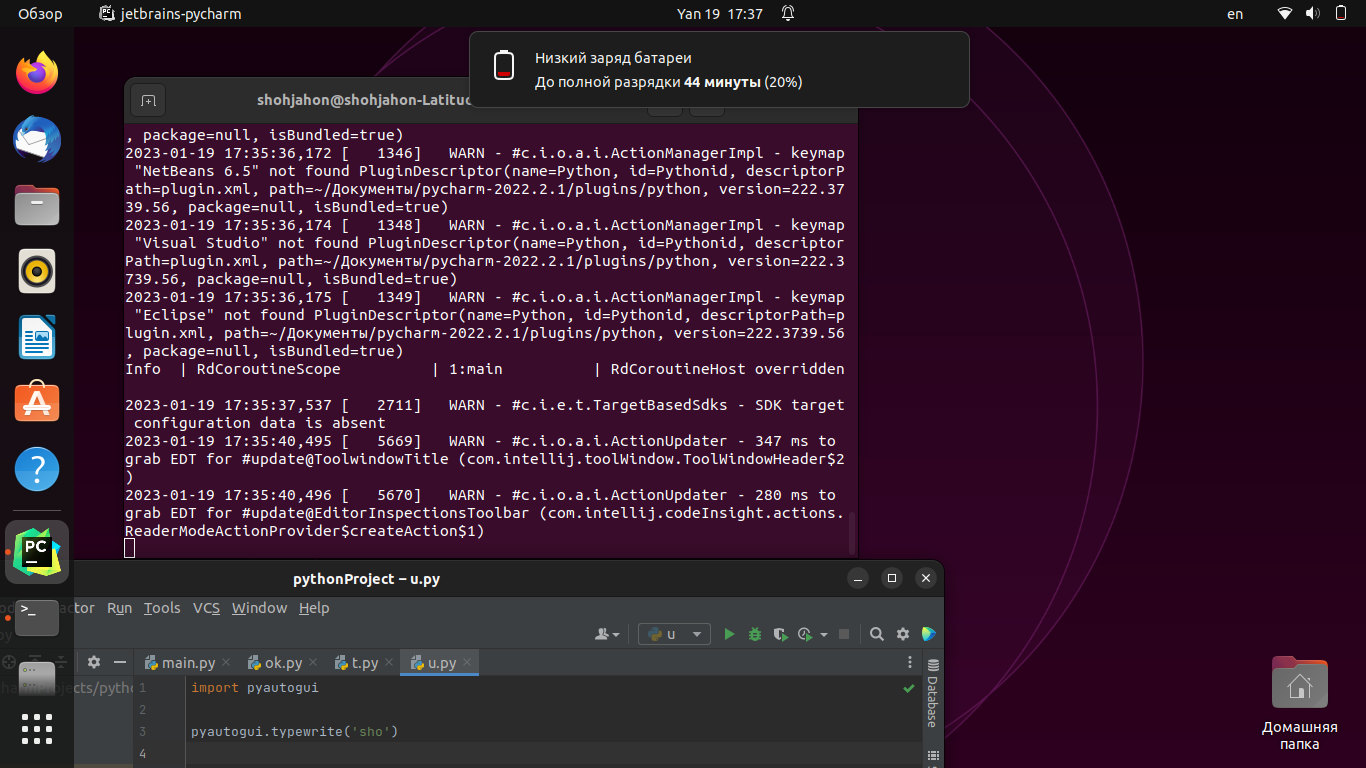 Обзор
jetbrains-pycharm
Yan 19 17:37
en
Низкий заряд батареи
До полной разрядки 44 минуты (20%)
shohjahon@shohjahon-Latitud
, package=null, isBundled=true)
2023-01-19 17:35:36,172 [   1346]   WARN - #c.i.o.a.i.ActionManagerImpl - keymap
"NetBeans 6.5" not found PluginDescriptor(name=Python, id=Pythonid, descriptorP
ath=plugin.xml, path=~/Документы/pycharm-2022.2.1/plugins/python, version=222.37
39.56, package=null, isBundled=true)
2023-01-19 17:35:36,174 [   1348]   WARN - #c.i.o.a.i.ActionManagerImpl - keymap
"Visual Studio" not found PluginDescriptor(name=Python, id=Pythonid, descriptor
Path=plugin.xml, path=~/Документы/pycharm-2022.2.1/plugins/python, version=222.3
739.56, package=null, isBundled=true)
2023-01-19 17:35:36,175 [   1349]   WARN - #c.i.o.a.i.ActionManagerImpl - keymap
"Eclipse" not found PluginDescriptor(name=Python, id=Pythonid, descriptorPath=p
lugin.xml, path=~/Документы/pycharm-2022.2.1/plugins/python, version=222.3739.56
, package=null, isBundled=true)
Info  | RdCoroutineScope          | 1:main          | RdCoroutineHost overridden
2023-01-19 17:35:37,537 [   2711]   WARN - #c.i.e.t.TargetBasedSdks - SDK target
configuration data is absent
2023-01-19 17:35:40,495 [   5669]   WARN - #c.i.o.a.i.ActionUpdater - 347 ms to
grab EDT for #update@ToolwindowTitle (com.intellij.toolWindow.ToolWindowHeader$2
)
2023-01-19 17:35:40,496 [   5670]   WARN - #c.i.o.a.i.ActionUpdater - 280 ms to
grab EDT for #update@EditorInspectionsToolbar (com.intellij.codeInsight.actions.
ReaderModeActionProvider$createAction$1)
pythonProject – u.py
actor Run Tools VCS Window Help
u
main.py ok.py t.py u.py
1 import pyautogui
2
3 pyautogui.typewrite('sho')
4
Database
PC
Домашняя
папка